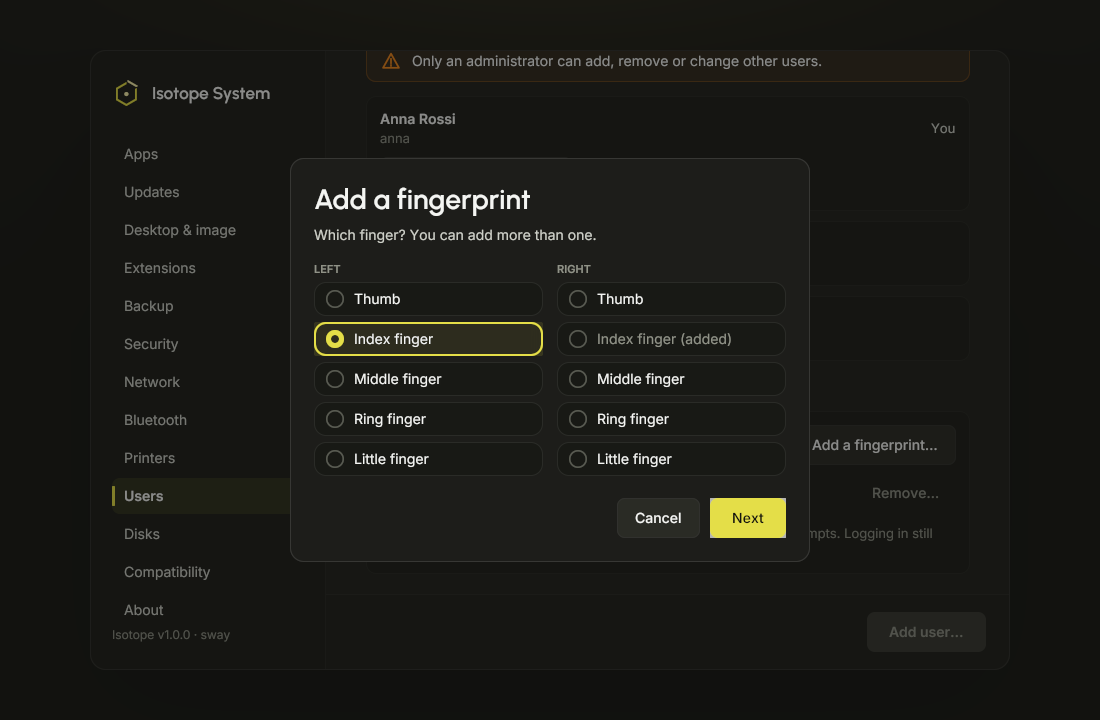 Only an administrator can add, remove or change other users.
Isotope System
Anna Rossi
You
anna
Apps
Updates
Desktop & image
Extensions
Backup
Security
Network
Bluetooth
Printers
Users
Disks
Compatibility
About
Isotope v1.0.0 · sway
Add a fingerprint
Which finger? You can add more than one.
LEFT
Thumb
Index finger
Middle finger
Ring finger
Little finger
RIGHT
Thumb
Index finger (added)
Middle finger
Ring finger
Little finger
Cancel
Next
Add a fingerprint...
Remove...
Logging in still
Add user...